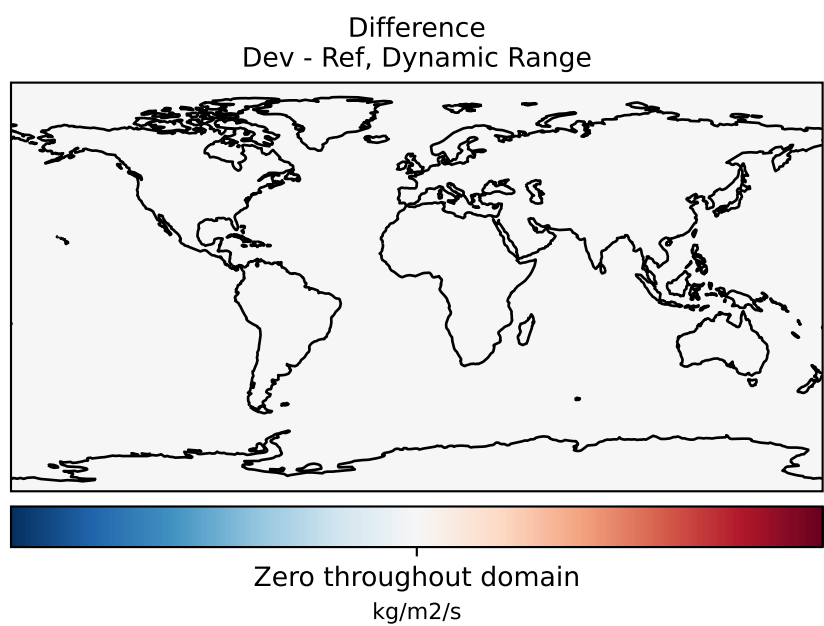 Difference
Dev - Ref, Dynamic Range
Zero throughout domain
kg/m2/s